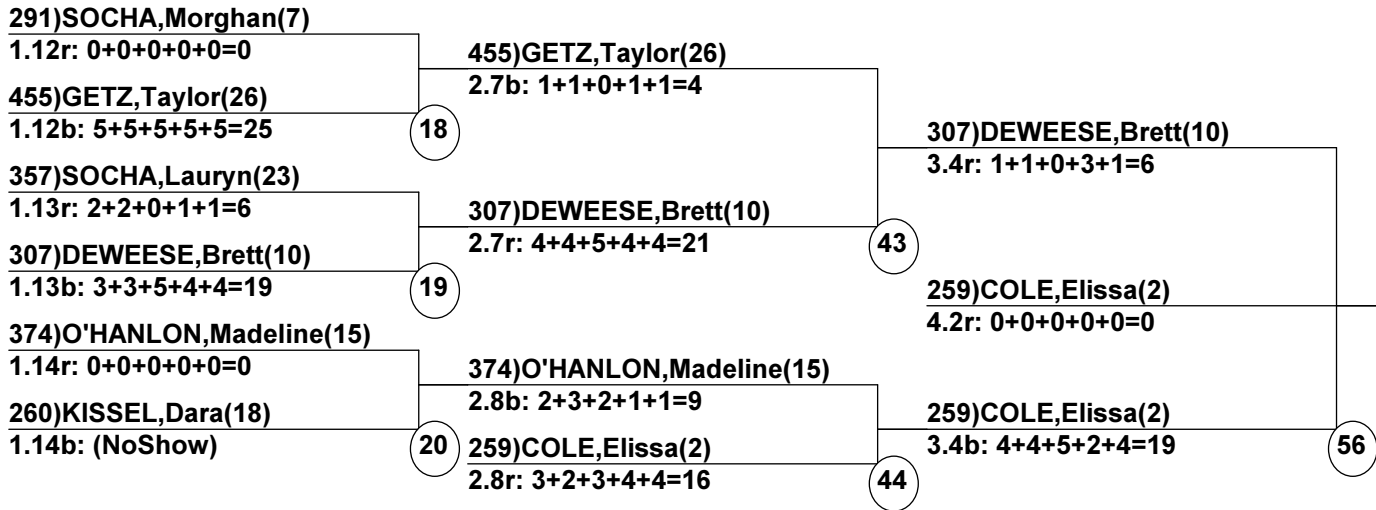 291)SOCHA,Morghan(7)
1.12r: 0+0+0+0+0=0
455)GETZ,Taylor(26)
1.12b: 5+5+5+5+5=25
18
357)SOCHA,Lauryn(23)
1.13r: 2+2+0+1+1=6
307)DEWEESE,Brett(10)
1.13b: 3+3+5+4+4=19
19
374)O'HANLON,Madeline(15)
1.14r: 0+0+0+0+0=0
260)KISSEL,Dara(18)
1.14b: (NoShow)
20
455)GETZ,Taylor(26)
2.7b: 1+1+0+1+1=4
307)DEWEESE,Brett(10)
2.7r: 4+4+5+4+4=21
43
374)O'HANLON,Madeline(15)
2.8b: 2+3+2+1+1=9
259)COLE,Elissa(2)
2.8r: 3+2+3+4+4=16
44
307)DEWEESE,Brett(10)
3.4r: 1+1+0+3+1=6
259)COLE,Elissa(2)
4.2r: 0+0+0+0+0=0
259)COLE,Elissa(2)
3.4b: 4+4+5+2+4=19
56